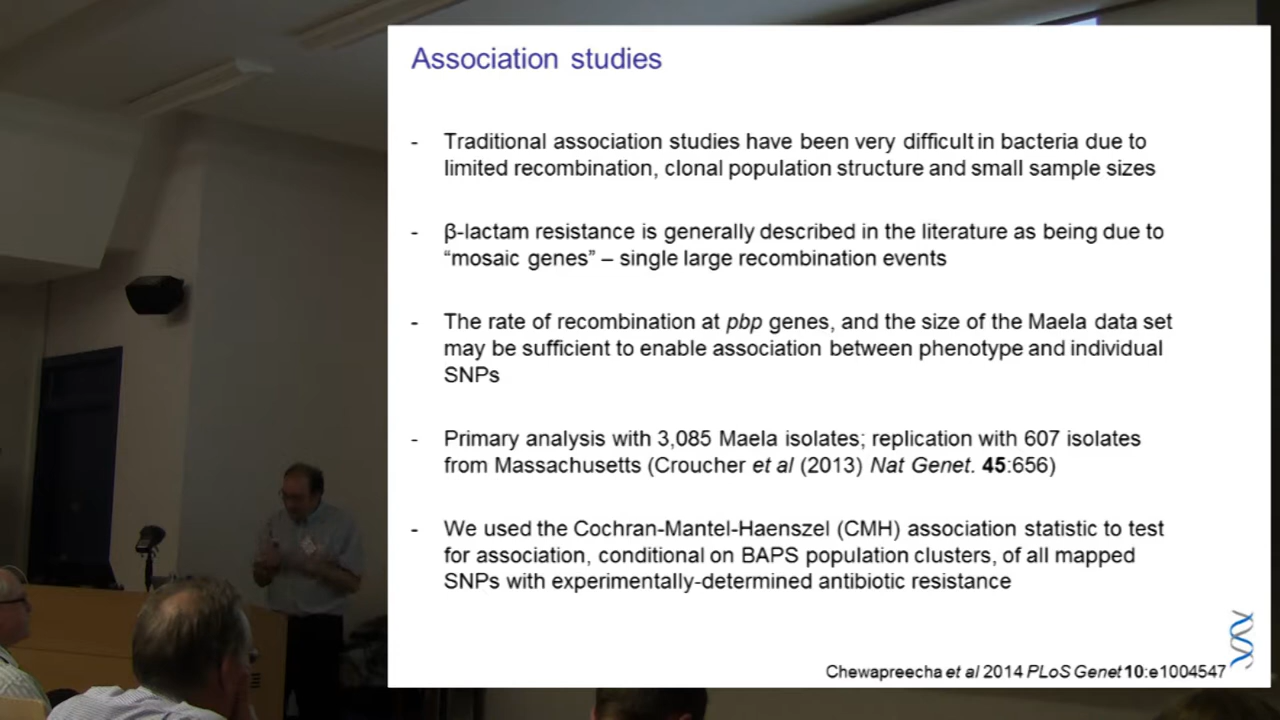 Association studies
- Traditional association studies have been very difficult in bacteria due to
limited recombination, clonal population structure and small sample sizes
- β-lactam resistance is generally described in the literature as being due to
“mosaic genes” – single large recombination events
- The rate of recombination at pbp genes, and the size of the Maela data set
may be sufficient to enable association between phenotype and individual
SNPs
- Primary analysis with 3,085 Maela isolates; replication with 607 isolates
from Massachusetts (Croucher et al (2013) Nat Genet. 45:656)
- We used the Cochran-Mantel-Haenszel (CMH) association statistic to test
for association, conditional on BAPS population clusters, of all mapped
SNPs with experimentally-determined antibiotic resistance
Chewapreecha et al 2014 PLoS Genet 10:e1004547